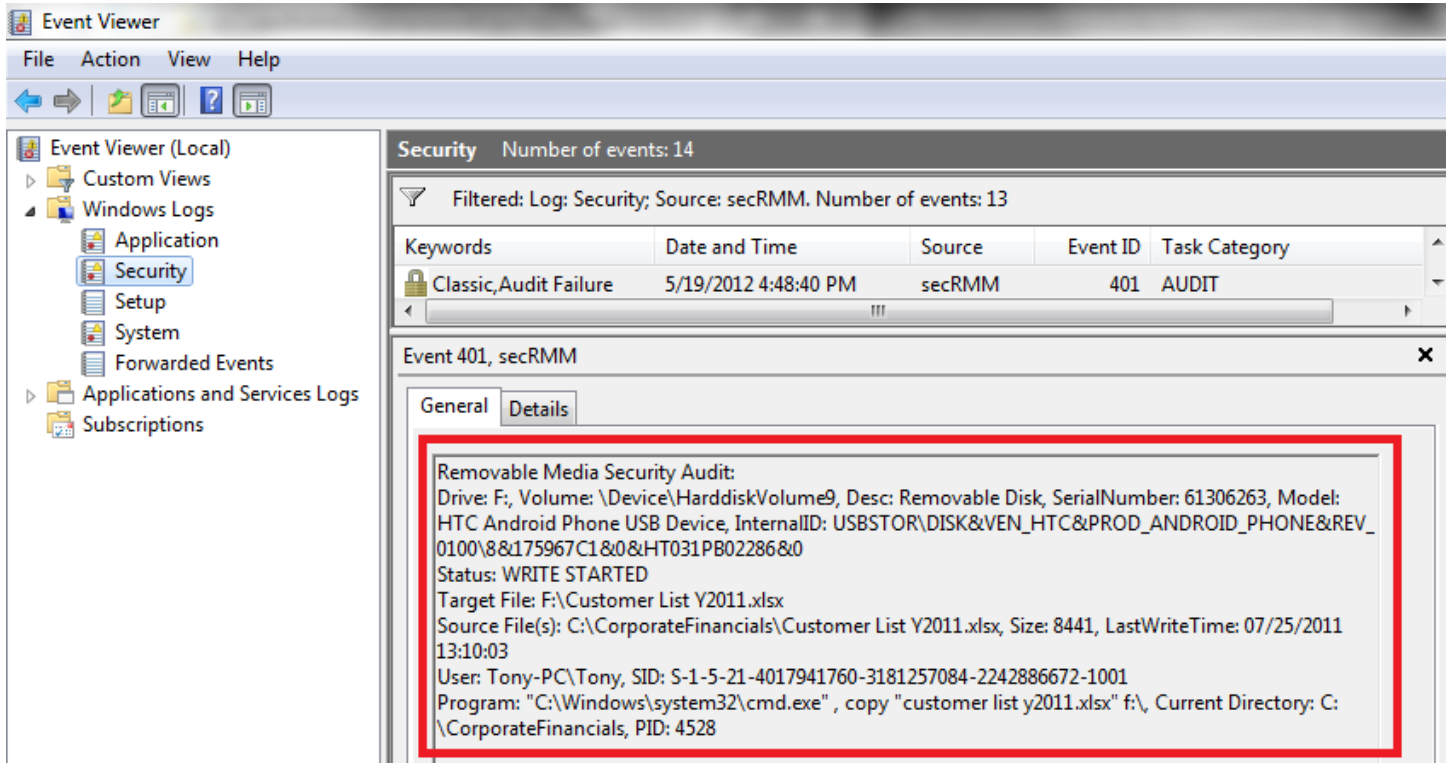 Event Viewer
File Action View Help
Event Viewer (Local)
Custom Views
Windows Logs
Application
Security
Setup
System
Forwarded Events
Applications and Services Logs
Subscriptions
Security Number of events: 14
Filtered: Log: Security; Source: secRMM. Number of events: 13
Keywords Date and Time Source Event ID Task Category
Classic,Audit Failure 5/19/2012 4:48:40 PM secRMM 401 AUDIT
Event 401, secRMM
General Details
Removable Media Security Audit:
Drive: F:, Volume: \Device\HarddiskVolume9, Desc: Removable Disk, SerialNumber: 61306263, Model:
HTC Android Phone USB Device, InternalID: USBSTOR\DISK&VEN_HTC&PROD_ANDROID_PHONE&REV_
0100\8&175967C1&0&HT031PB02286&0
Status: WRITE STARTED
Target File: F:\Customer List Y2011.xlsx
Source File(s): C:\CorporateFinancials\Customer List Y2011.xlsx, Size: 8441, LastWriteTime: 07/25/2011
13:10:03
User: Tony-PC\Tony, SID: S-1-5-21-4017941760-3181257084-2242886672-1001
Program: "C:\Windows\system32\cmd.exe" , copy "customer list y2011.xlsx" f:\, Current Directory: C:
\CorporateFinancials, PID: 4528